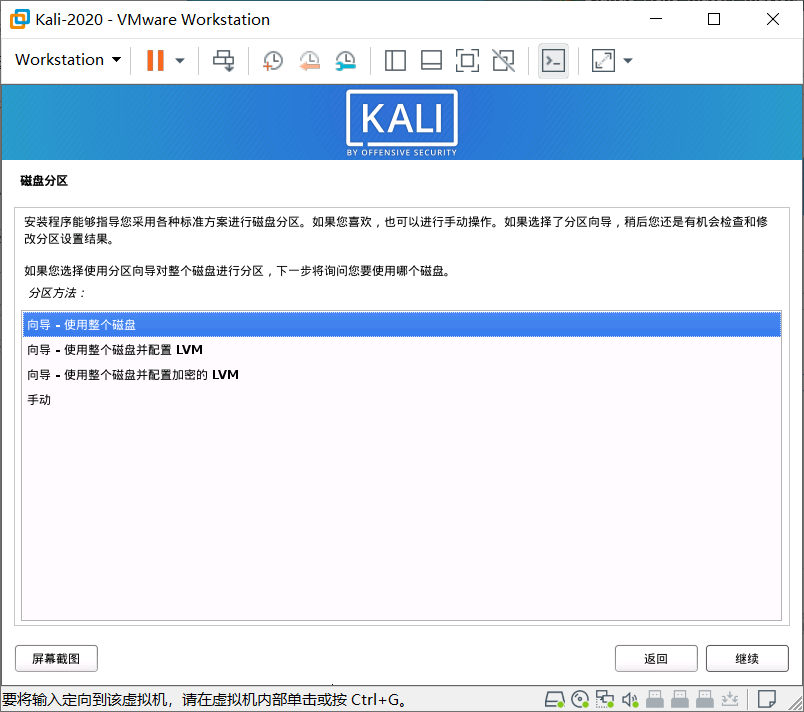 Kali-2020 - VMware Workstation
Workstation
KALI
BY OFFENSIVE SECURITY
磁盘分区
安装程序能够指导您采用各种标准方案进行磁盘分区。如果您喜欢，也可以进行手动操作。如果选择了分区向导，稍后您还是有机会检查和修
改分区设置结果。
如果您选择使用分区向导对整个磁盘进行分区，下一步将询问您要使用哪个磁盘。
分区方法：
向导 - 使用整个磁盘
向导 - 使用整个磁盘并配置 LVM
向导 - 使用整个磁盘并配置加密的 LVM
手动
屏幕截图
返回
继续
要将输入定向到该虚拟机，请在虚拟机内部单击或按 Ctrl+G。